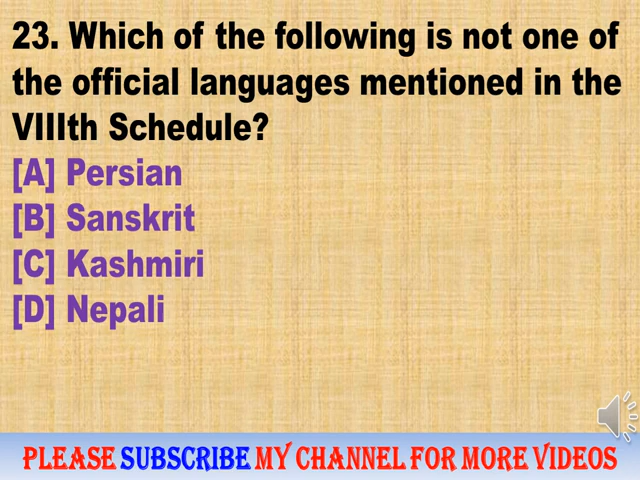 23. Which of the following is not one of
the official languages mentioned in the
VIIIth Schedule?
[A] Persian
[B] Sanskrit
[C] Kashmiri
[D] Nepali
PLEASE SUBSCRIBE MY CHANNEL FOR MORE VIDEOS